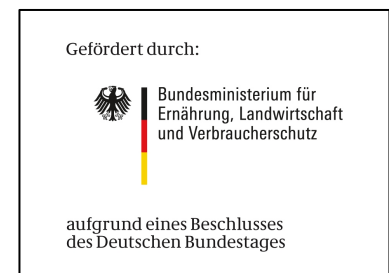 Gefördert durch:
Bundesministerium für
Ernährung, Landwirtschaft
und Verbraucherschutz
aufgrund eines Beschlusses
des Deutschen Bundestages